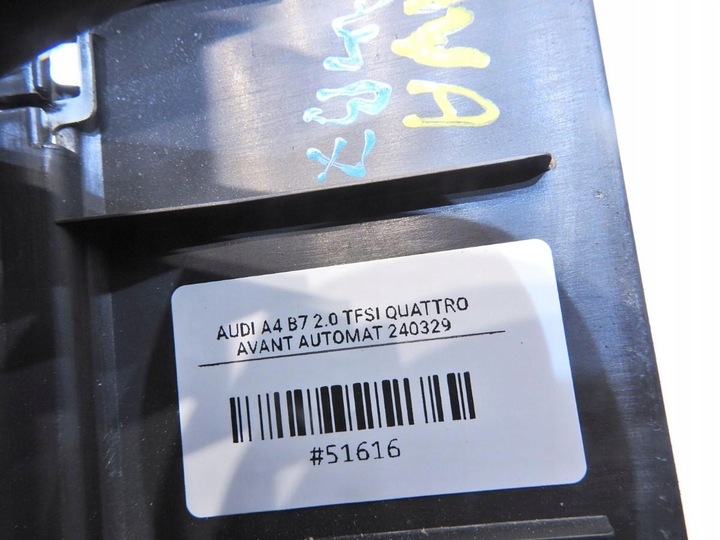 AUDI A4 B7 2.0 TFSI QUATTRO
AVANT AUTOMAT 240329
#51616